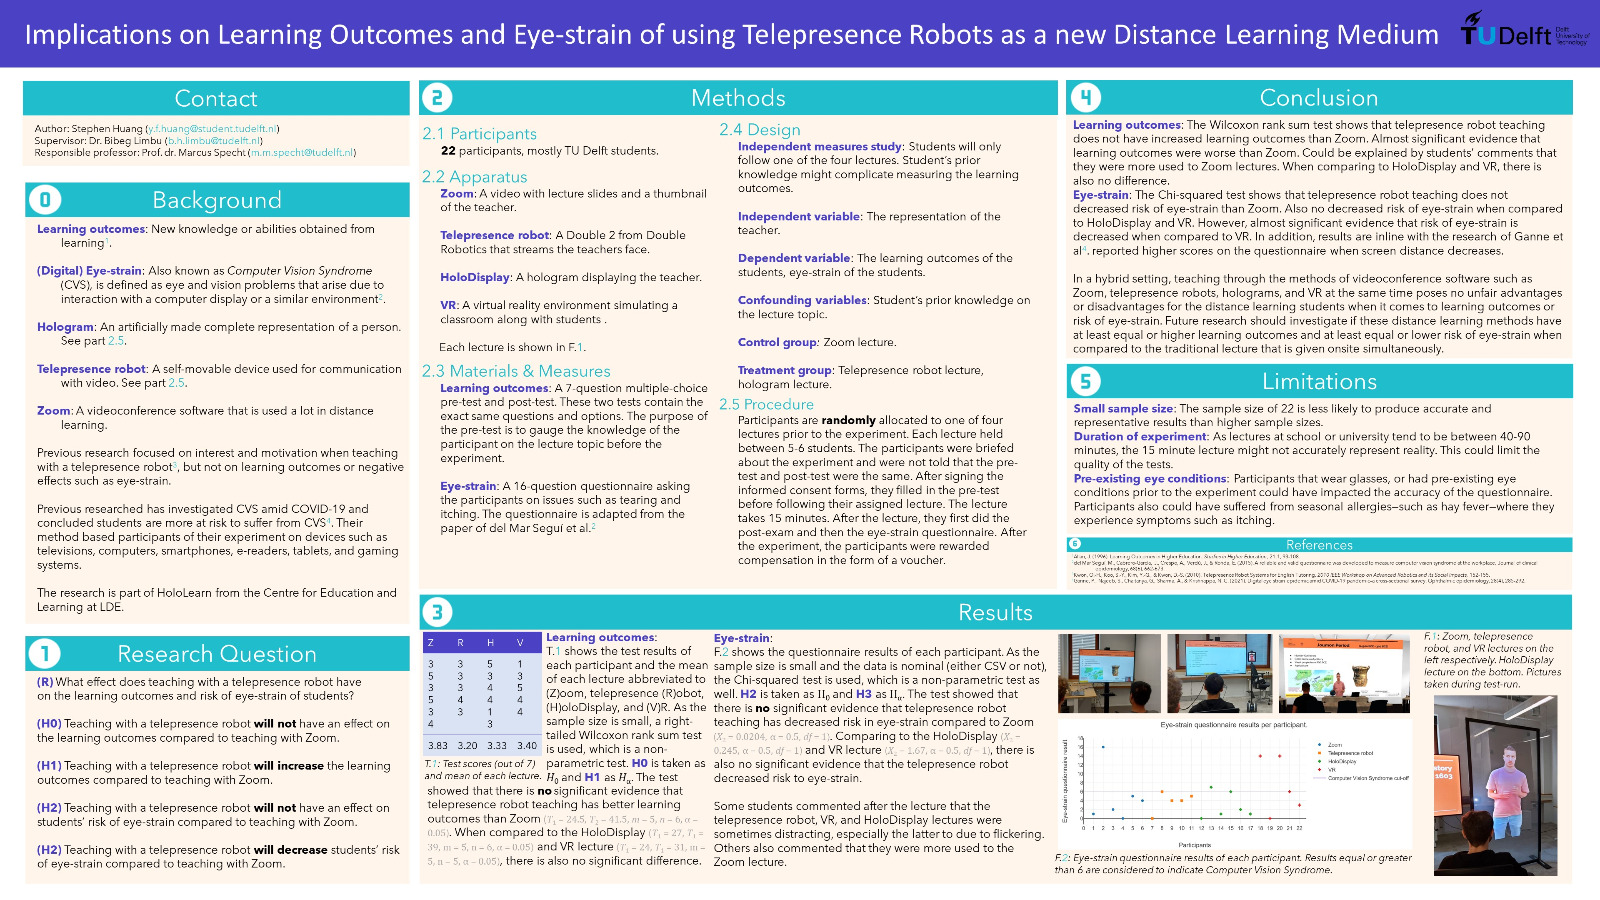 Implications on Learning Outcomes and Eye-strain of using Telepresence Robots as a new Distance Learning Medium
TUDelft
Delft
University of
Technology
Contact
Author: Stephen Huang (y.f.huang@student.tudelft.nl)
Supervisor: Dr. Bibeg Limbu (b.h.limbu@tudelft.nl)
Responsible professor: Prof. dr. Marcus Specht (m.m.specht@tudelft.nl)
0 Background
Learning outcomes: New knowledge or abilities obtained from
learning1.
(Digital) Eye-strain: Also known as Computer Vision Syndrome
(CVS), is defined as eye and vision problems that arise due to
interaction with a computer display or a similar environment2.
Hologram: An artificially made complete representation of a person.
See part 2.5.
Telepresence robot: A self-movable device used for communication
with video. See part 2.5.
Zoom: A videoconference software that is used a lot in distance
learning.
Previous research focused on interest and motivation when teaching
with a telepresence robot3, but not on learning outcomes or negative
effects such as eye-strain.
Previous researched has investigated CVS amid COVID-19 and
concluded students are more at risk to suffer from CVS4. Their
method based participants of their experiment on devices such as
televisions, computers, smartphones, e-readers, tablets, and gaming
systems.
The research is part of HoloLearn from the Centre for Education and
Learning at LDE.
1 Research Question
(R) What effect does teaching with a telepresence robot have
on the learning outcomes and risk of eye-strain of students?
(H0) Teaching with a telepresence robot will not have an effect on
the learning outcomes compared to teaching with Zoom.
(H1) Teaching with a telepresence robot will increase the learning
outcomes compared to teaching with Zoom.
(H2) Teaching with a telepresence robot will not have an effect on
students' risk of eye-strain compared to teaching with Zoom.
(H2) Teaching with a telepresence robot will decrease students' risk
of eye-strain compared to teaching with Zoom.
2 Methods
2.1 Participants
22 participants, mostly TU Delft students.
2.2 Apparatus
Zoom: A video with lecture slides and a thumbnail
of the teacher.
Telepresence robot: A Double 2 from Double
Robotics that streams the teachers face.
HoloDisplay: A hologram displaying the teacher.
VR: A virtual reality environment simulating a
classroom along with students .
Each lecture is shown in F.1.
2.3 Materials & Measures
Learning outcomes: A 7-question multiple-choice
pre-test and post-test. These two tests contain the
exact same questions and options. The purpose of
the pre-test is to gauge the knowledge of the
participant on the lecture topic before the
experiment.
Eye-strain: A 16-question questionnaire asking
the participants on issues such as tearing and
itching. The questionnaire is adapted from the
paper of del Mar Seguí et al.2
2.4 Design
Independent measures study: Students will only
follow one of the four lectures. Student's prior
knowledge might complicate measuring the learning
outcomes.
Independent variable: The representation of the
teacher.
Dependent variable: The learning outcomes of the
students, eye-strain of the students.
Confounding variables: Student's prior knowledge on
the lecture topic.
Control group: Zoom lecture.
Treatment group: Telepresence robot lecture,
hologram lecture.
2.5 Procedure
Participants are randomly allocated to one of four
lectures prior to the experiment. Each lecture held
between 5-6 students. The participants were briefed
about the experiment and were not told that the pre-
test and post-test were the same. After signing the
informed consent forms, they filled in the pre-test
before following their assigned lecture. The lecture
takes 15 minutes. After the lecture, they first did the
post-exam and then the eye-strain questionnaire. After
the experiment, the participants were rewarded
compensation in the form of a voucher.
3 Results
Z R H V
3 3 5 1
5 3 3 3
3 3 4 5
5 4 4 4
3 3 1 4
4 3
3.83 3.20 3.33 3.40
T.1: Test scores (out of 7)
and mean of each lecture.
Learning outcomes:
T.1 shows the test results of
each participant and the mean
of each lecture abbreviated to
(Z)oom, telepresence (R)obot,
(H)oloDisplay, and (V)R. As the
sample size is small, a right-
tailed Wilcoxon rank sum test
is used, which is a non-
parametric test. H0 is taken as
H0 and H1 as Ha. The test
showed that there is no significant evidence that
telepresence robot teaching has better learning
outcomes than Zoom (T1 = 24.5, T2 = 41.5, m = 5, n = 6, α =
0.05). When compared to the HoloDisplay (T1 = 27, T1 =
39, m = 5, n = 6, α = 0.05) and VR lecture (T1 = 24, T1 = 31, m =
5, n = 5, α = 0.05), there is also no significant difference.
Eye-strain:
F.2 shows the questionnaire results of each participant. As the
sample size is small and the data is nominal (either CSV or not),
the Chi-squared test is used, which is a non-parametric test as
well. H2 is taken as H0 and H3 as Ha. The test showed that
there is no significant evidence that telepresence robot
teaching has decreased risk in eye-strain compared to Zoom
(X2 = 0.0204, α = 0.5, df = 1). Comparing to the HoloDisplay (X2 =
0.245, α = 0.5, df = 1) and VR lecture (X2 = 1.67, α = 0.5, df = 1), there is
also no significant evidence that the telepresence robot
decreased risk to eye-strain.
Some students commented after the lecture that the
telepresence robot, VR, and HoloDisplay lectures were
sometimes distracting, especially the latter to due to flickering.
Others also commented that they were more used to the
Zoom lecture.
F.1: Zoom, telepresence
robot, and VR lectures on the
left respectively. HoloDisplay
lecture on the bottom. Pictures
taken during test-run.
Eye-strain questionnaire results per participant.
Eye-strain questionnaire result
18
16
14
12
10
8
6
4
2
0
0 1 2 3 4 5 6 7 8 9 10 11 12 13 14 15 16 17 18 19 20 21 22
Participants
Zoom
Telepresence robot
HoloDisplay
VR
Computer Vision Syndrome cut-off
F.2: Eye-strain questionnaire results of each participant. Results equal or greater
than 6 are considered to indicate Computer Vision Syndrome.
story
1603
4 Conclusion
Learning outcomes: The Wilcoxon rank sum test shows that telepresence robot teaching
does not have increased learning outcomes than Zoom. Almost significant evidence that
learning outcomes were worse than Zoom. Could be explained by students' comments that
they were more used to Zoom lectures. When comparing to HoloDisplay and VR, there is
also no difference.
Eye-strain: The Chi-squared test shows that telepresence robot teaching does not
decreased risk of eye-strain than Zoom. Also no decreased risk of eye-strain when compared
to HoloDisplay and VR. However, almost significant evidence that risk of eye-strain is
decreased when compared to VR. In addition, results are inline with the research of Ganne et
al4. reported higher scores on the questionnaire when screen distance decreases.
In a hybrid setting, teaching through the methods of videoconference software such as
Zoom, telepresence robots, holograms, and VR at the same time poses no unfair advantages
or disadvantages for the distance learning students when it comes to learning outcomes or
risk of eye-strain. Future research should investigate if these distance learning methods have
at least equal or higher learning outcomes and at least equal or lower risk of eye-strain when
compared to the traditional lecture that is given onsite simultaneously.
5 Limitations
Small sample size: The sample size of 22 is less likely to produce accurate and
representative results than higher sample sizes.
Duration of experiment: As lectures at school or university tend to be between 40-90
minutes, the 15 minute lecture might not accurately represent reality. This could limit the
quality of the tests.
Pre-existing eye conditions: Participants that wear glasses, or had pre-existing eye
conditions prior to the experiment could have impacted the accuracy of the questionnaire.
Participants also could have suffered from seasonal allergies—such as hay fever—where they
experience symptoms such as itching.
6 References